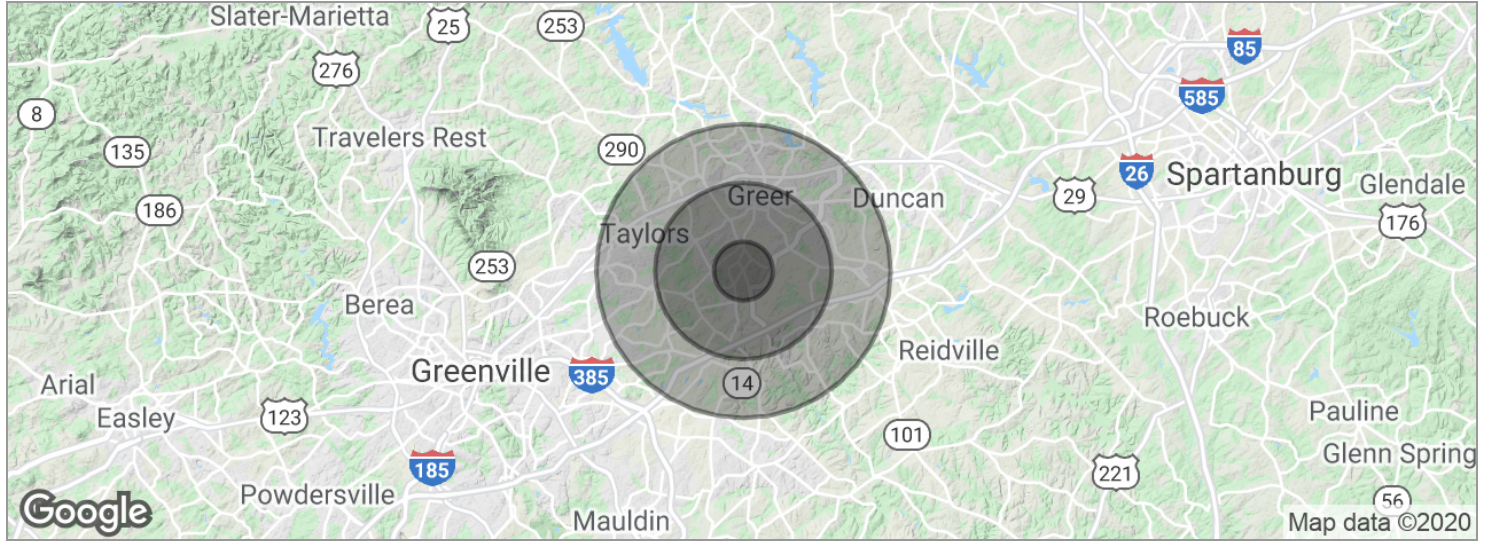 Slater-Marietta
25
253
85
276
585
8
Travelers Rest
135
290
26
Spartanburg
Glendale
186
Greer
Duncan
29
176
Taylors
253
Berea
Roebuck
Reidville
Greenville
385
14
Arial
Easley
123
Pauline
101
Glenn Spring
185
221
Powdersville
56
Google
Mauldin
Map data ©2020